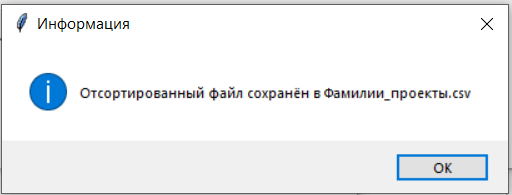 Информация
Отсортированный файл сохранён в Фамилии_проекты.csv
OK